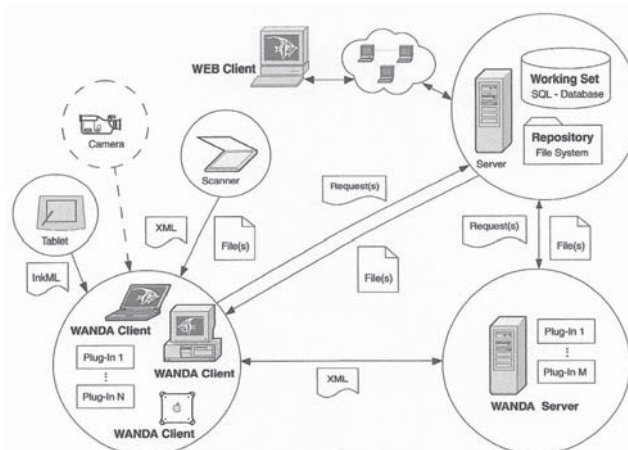 WEB Client
Working Set
SQL - Database
Repository
File System
Server
Camera
Scanner
Tablet
InkML
XML
File(s)
Request(s)
File(s)
Request(s)
File(s)
WANDA Client
Plug-In 1
Plug-In N
WANDA Client
WANDA Client
XML
Plug-In 1
Plug-In M
WANDA Server